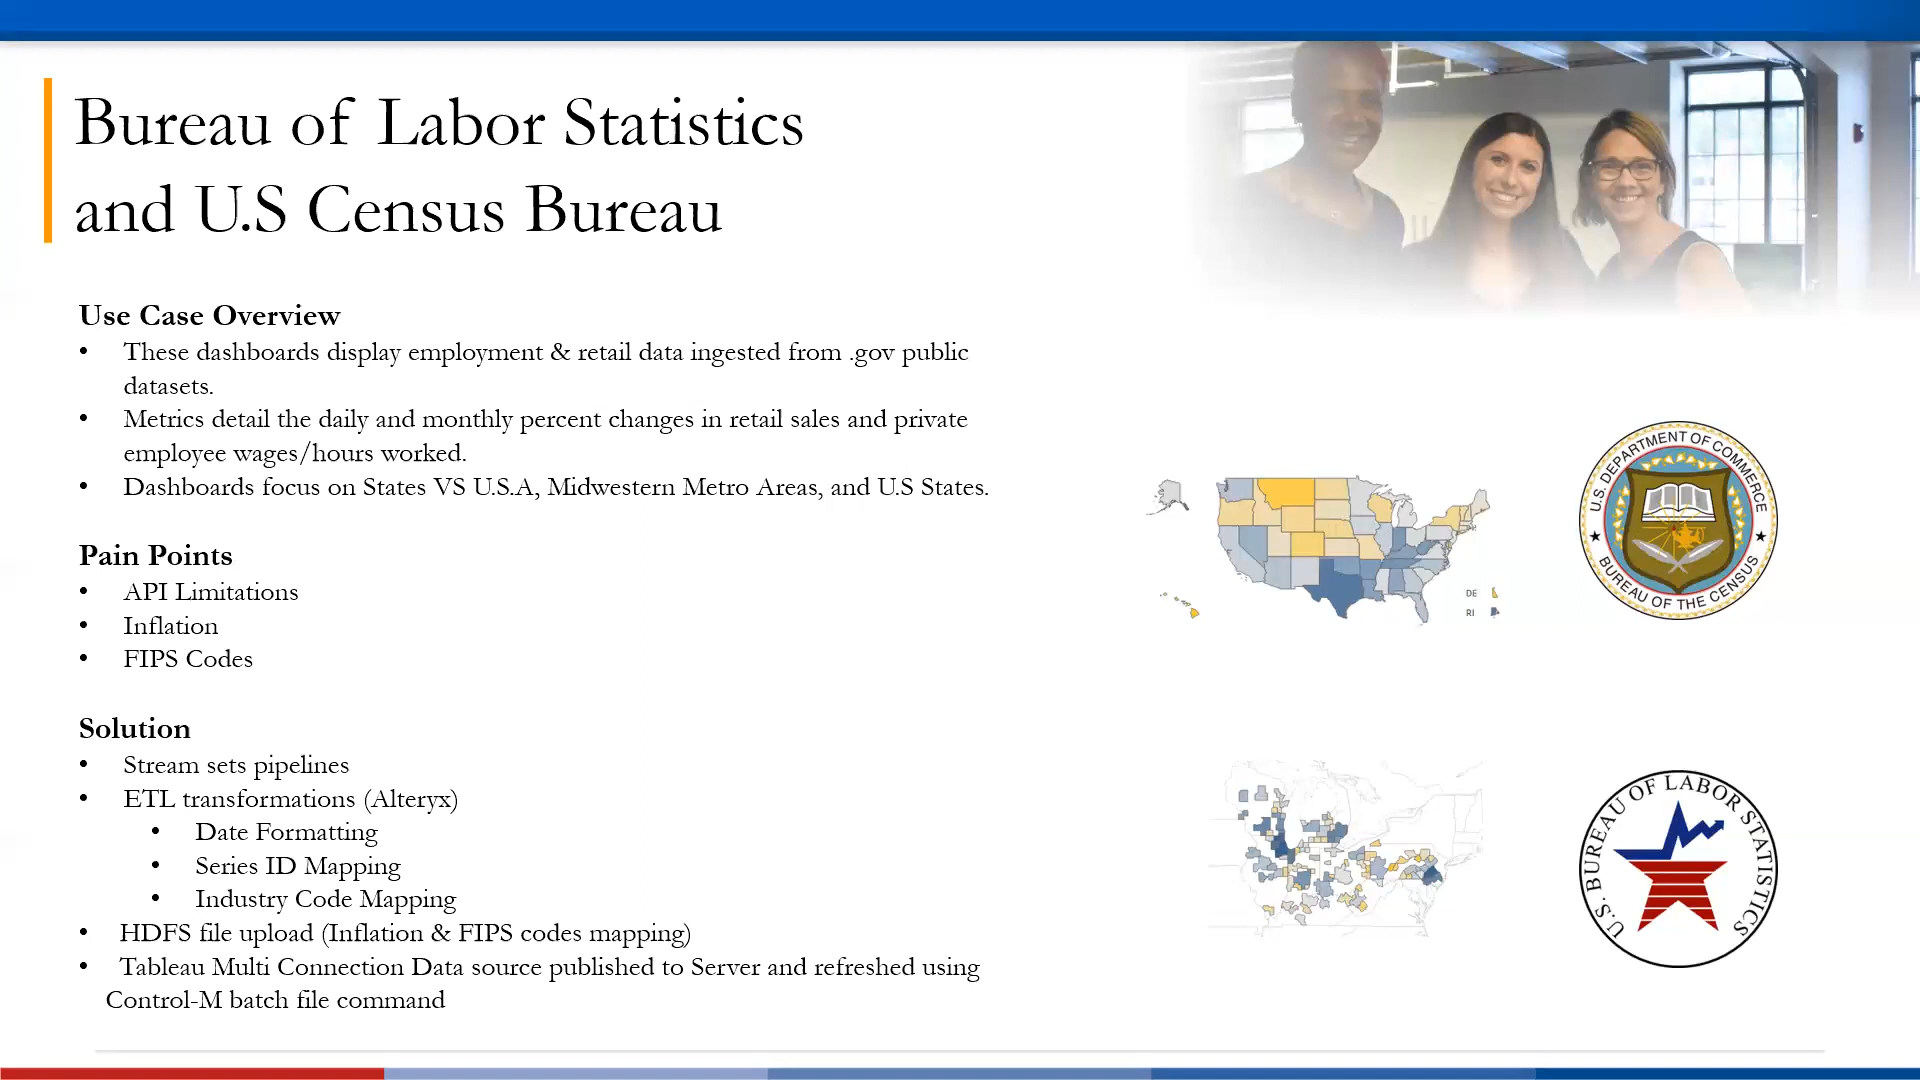 Bureau of Labor Statistics
and U.S Census Bureau
Use Case Overview
• These dashboards display employment & retail data ingested from .gov public
datasets.
• Metrics detail the daily and monthly percent changes in retail sales and private
employee wages/hours worked.
• Dashboards focus on States VS U.S.A, Midwestern Metro Areas, and U.S States.
Pain Points
• API Limitations
• Inflation
• FIPS Codes
Solution
• Stream sets pipelines
• ETL transformations (Alteryx)
• Date Formatting
• Series ID Mapping
• Industry Code Mapping
• HDFS file upload (Inflation & FIPS codes mapping)
• Tableau Multi Connection Data source published to Server and refreshed using
Control-M batch file command
DE
RI
U.S. DEPARTMENT OF COMMERCE
BUREAU OF THE CENSUS
U.S. BUREAU OF LABOR STATISTICS